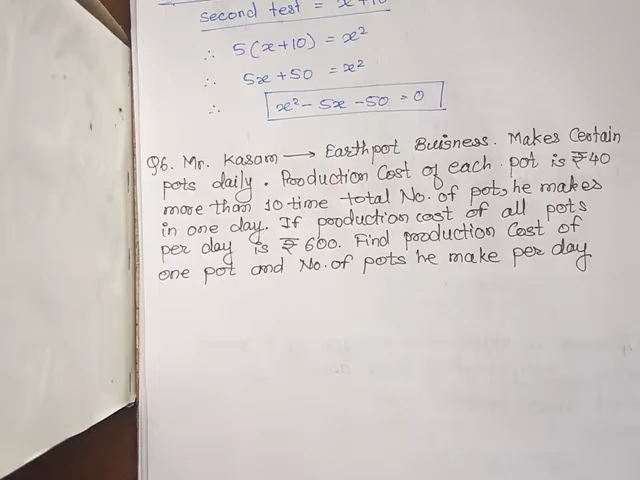 second test = x+10
∴ 5(x+10) = x²
∴ 5x+50 = x²
∴ x² - 5x - 50 = 0
Q6. Mr. Kasam → Earthpot Buisness. Makes Certain
pots daily. Production Cost of each pot is ₹40
more than 10 time total No. of pots he makes
in one day. If production cost of all pots
per day is ₹600. Find production Cost of
one pot and No. of pots he make per day